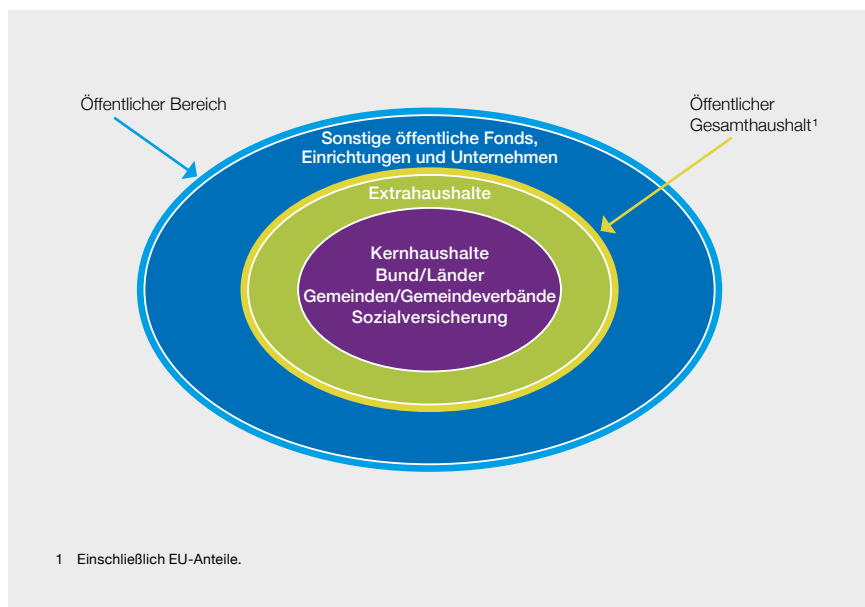 Öffentlicher Bereich
Öffentlicher
Gesamthaushalt¹
Sonstige öffentliche Fonds,
Einrichtungen und Unternehmen
Extrahaushalte
Kernhaushalte
Bund/Länder
Gemeinden/Gemeindeverbände
Sozialversicherung
1 Einschließlich EU-Anteile.